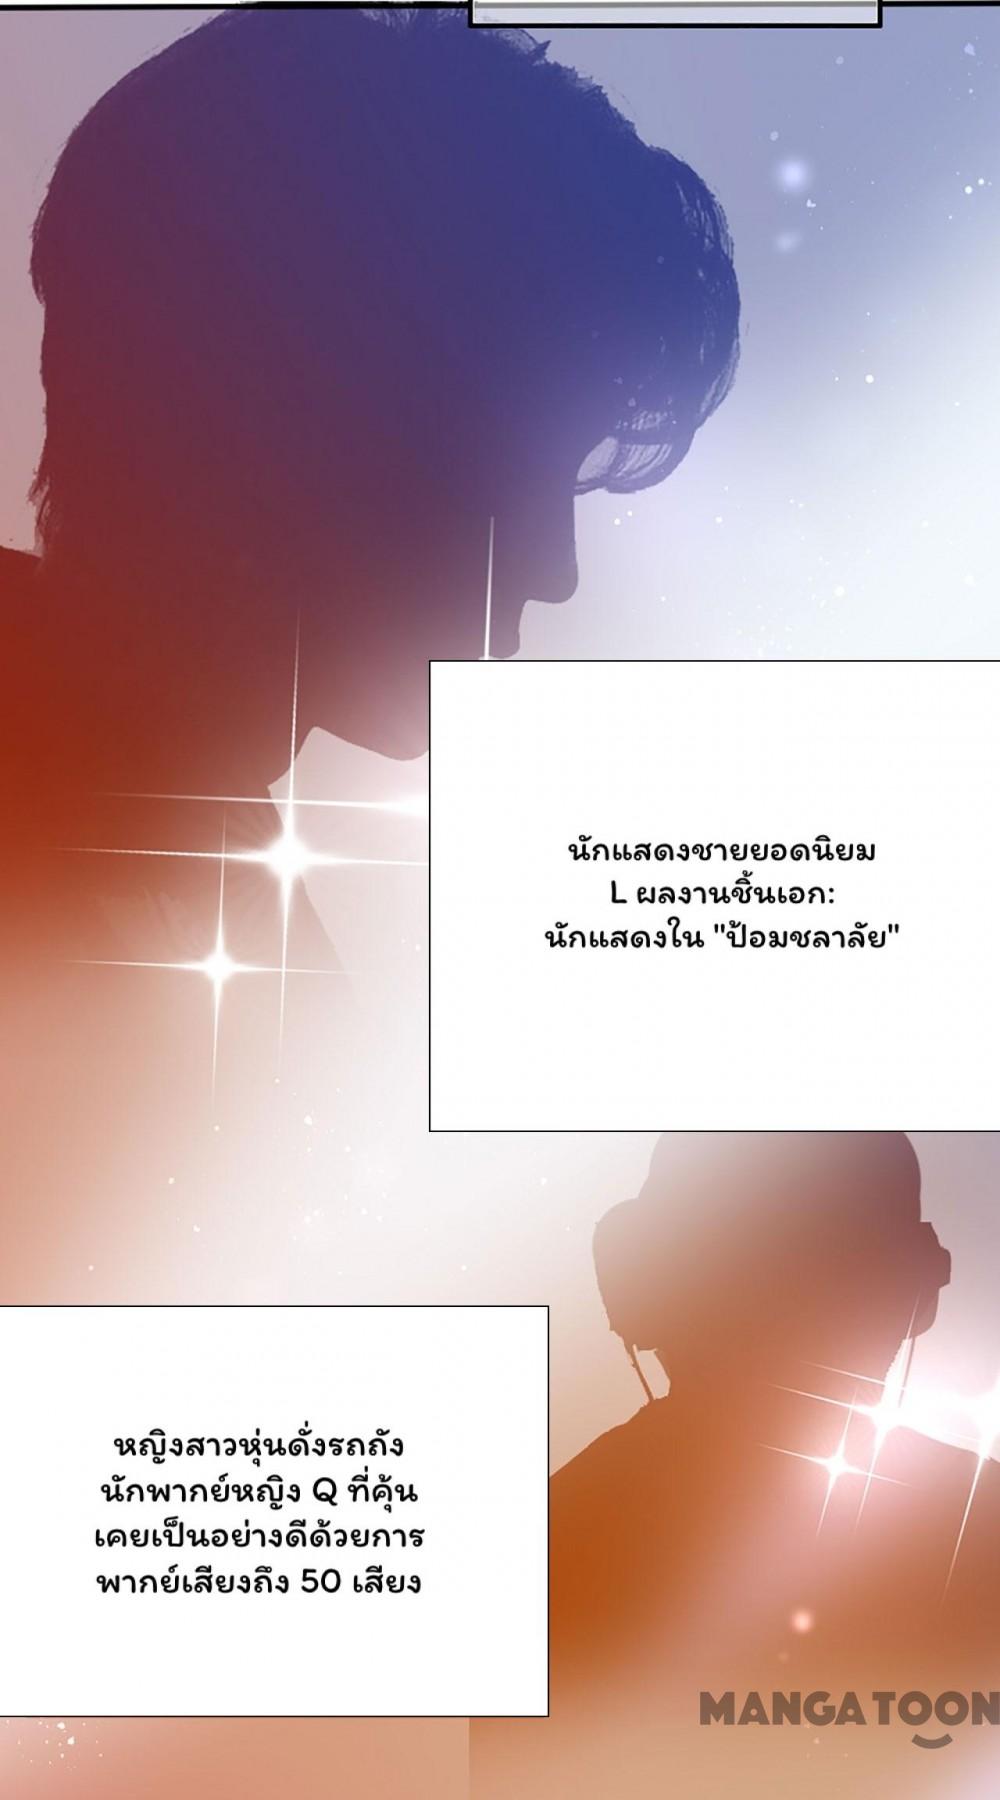 นักแสดงชายยอดนิยม
L ผลงานชิ้นเอก:
นักแสดงใน "ป้อมชลาลัย"
หญิงสาวหุ่นดั่งรถถัง
นักพากย์หญิง Q ที่คุ้น
เคยเป็นอย่างดีด้วยการ
พากย์เสียงถึง 50 เสียง
MANGATOON